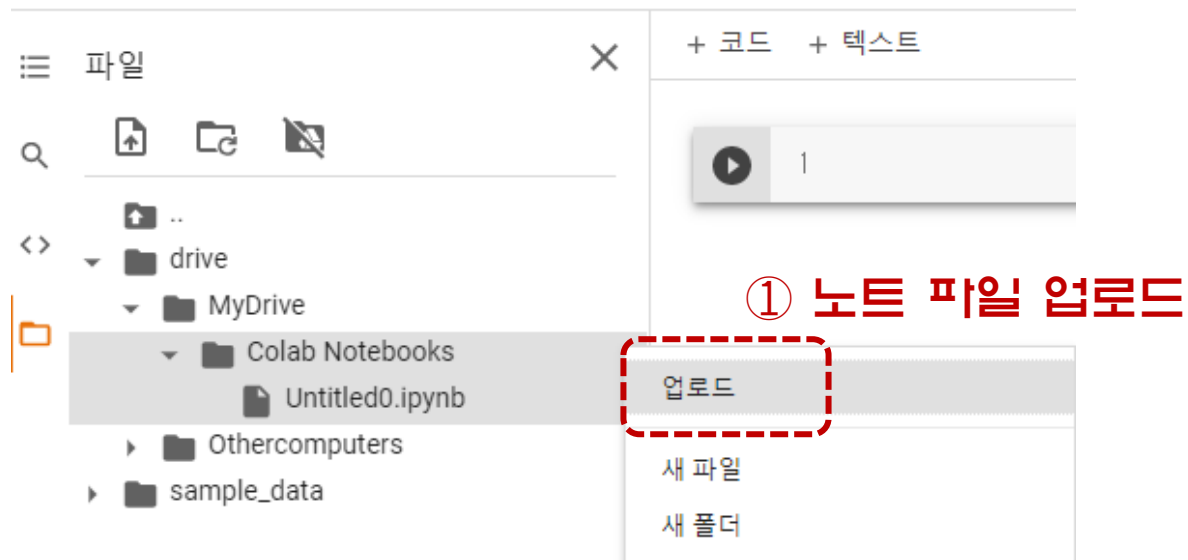 파일
+ 코드 + 텍스트
1
..
drive
MyDrive
① 노트 파일 업로드
Colab Notebooks
업로드
Untitled0.ipynb
Othercomputers
새 파일
sample_data
새 폴더